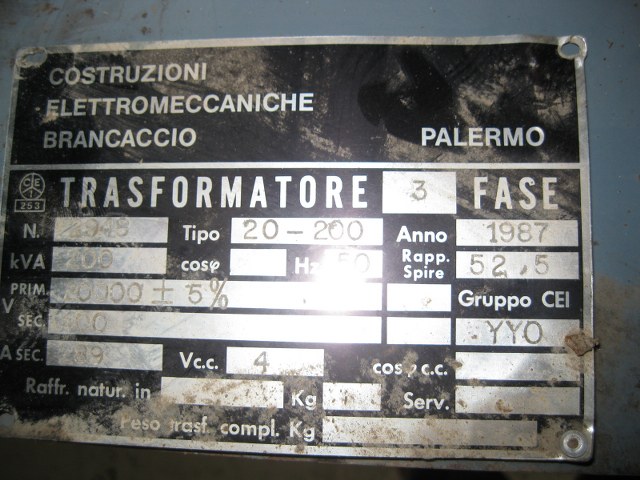 COSTRUZIONI
ELETTROMECCANICHE
BRANCACCIO PALERMO
CE 253 TRASFORMATORE 3 FASE
N. Tipo 20-200 Anno 1987
kVA cosφ Hz 50 Rapp. Spire 52,5
V PRIM. ± 5% Gruppo CEI
SEC. YYO
A SEC. Vc.c. 4 cosφ c.c.
Raffr. natur. in Kg Serv.
Peso trasf. compl. Kg